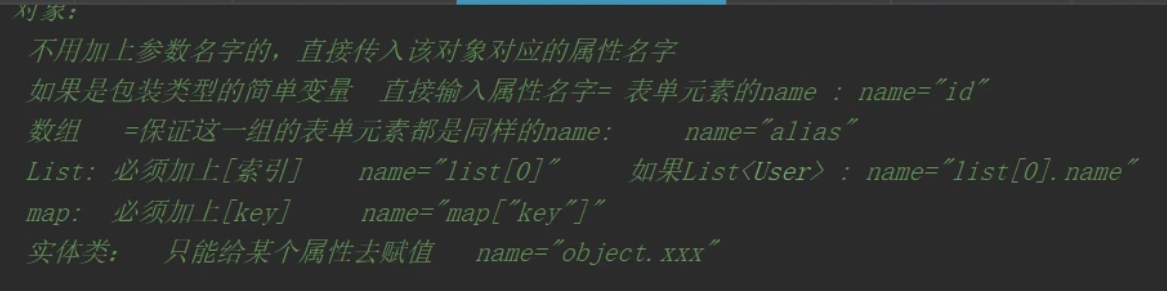 对象：
不用加上参数名字的，直接传入该对象对应的属性名字
如果是包装类型的简单变量 直接输入属性名字= 表单元素的name : name="id"
数组 =保证这一组的表单元素都是同样的name: name="alias"
List: 必须加上[索引] name="list[0]" 如果List<User> : name="list[0].name"
map: 必须加上[key] name="map["key"]"
实体类： 只能给某个属性去赋值 name="object.xxx"